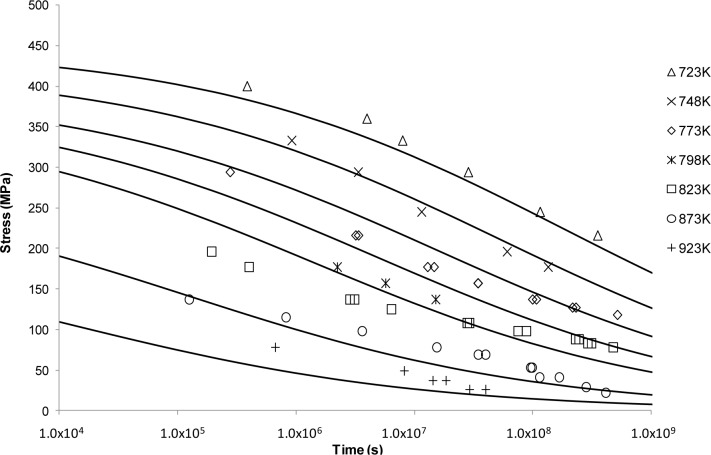 500
450
400
350
300
250
200
150
100
50
0
Stress (MPa)
1.0x10⁴ 1.0x10⁵ 1.0x10⁶ 1.0x10⁷ 1.0x10⁸ 1.0x10⁹
Time (s)
723K
748K
773K
798K
823K
873K
923K